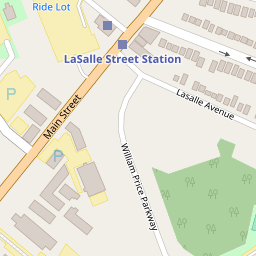 Ride Lot
LaSalle Street Station
Lasalle Avenue
Main Street
P
William Price Parkway
P